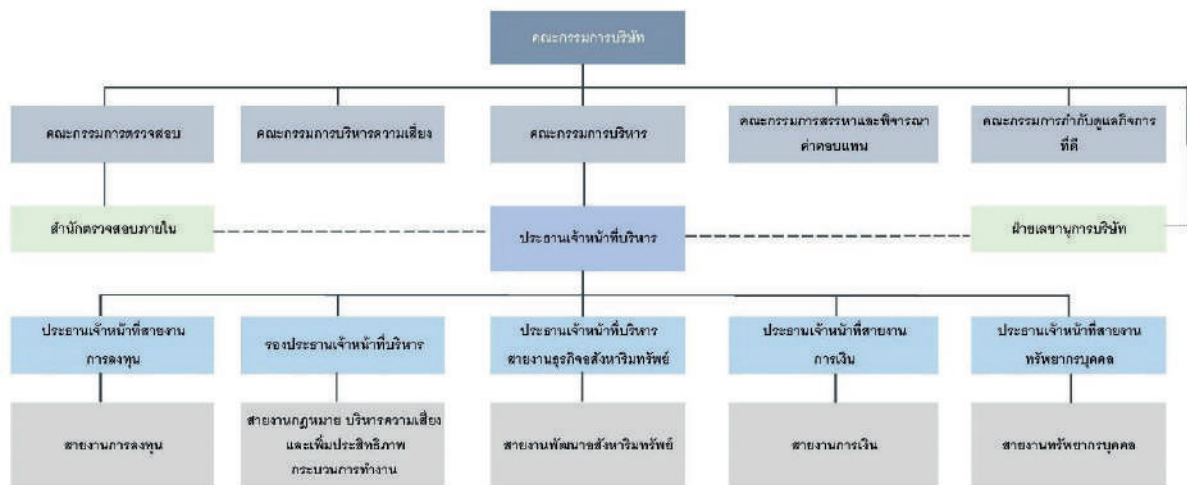 คณะกรรมการบริษัท
คณะกรรมการตรวจสอบ
คณะกรรมการบริหารความเสี่ยง
คณะกรรมการบริหาร
คณะกรรมการสรรหาและพิจารณา
ค่าตอบแทน
คณะกรรมการกำกับดูแลกิจการ
ที่ดี
สำนักตรวจสอบภายใน
ประธานเจ้าหน้าที่บริหาร
ฝ่ายเลขานุการบริษัท
ประธานเจ้าหน้าที่สายงาน
การลงทุน
รองประธานเจ้าหน้าที่บริหาร
ประธานเจ้าหน้าที่บริหาร
สายงานธุรกิจอสังหาริมทรัพย์
ประธานเจ้าหน้าที่สายงาน
การเงิน
ประธานเจ้าหน้าที่สายงาน
ทรัพยากรบุคคล
สายงานการลงทุน
สายงานกฎหมาย บริหารความเสี่ยง
และเพิ่มประสิทธิภาพ
กระบวนการทำงาน
สายงานพัฒนาอสังหาริมทรัพย์
สายงานการเงิน
สายงานทรัพยากรบุคคล